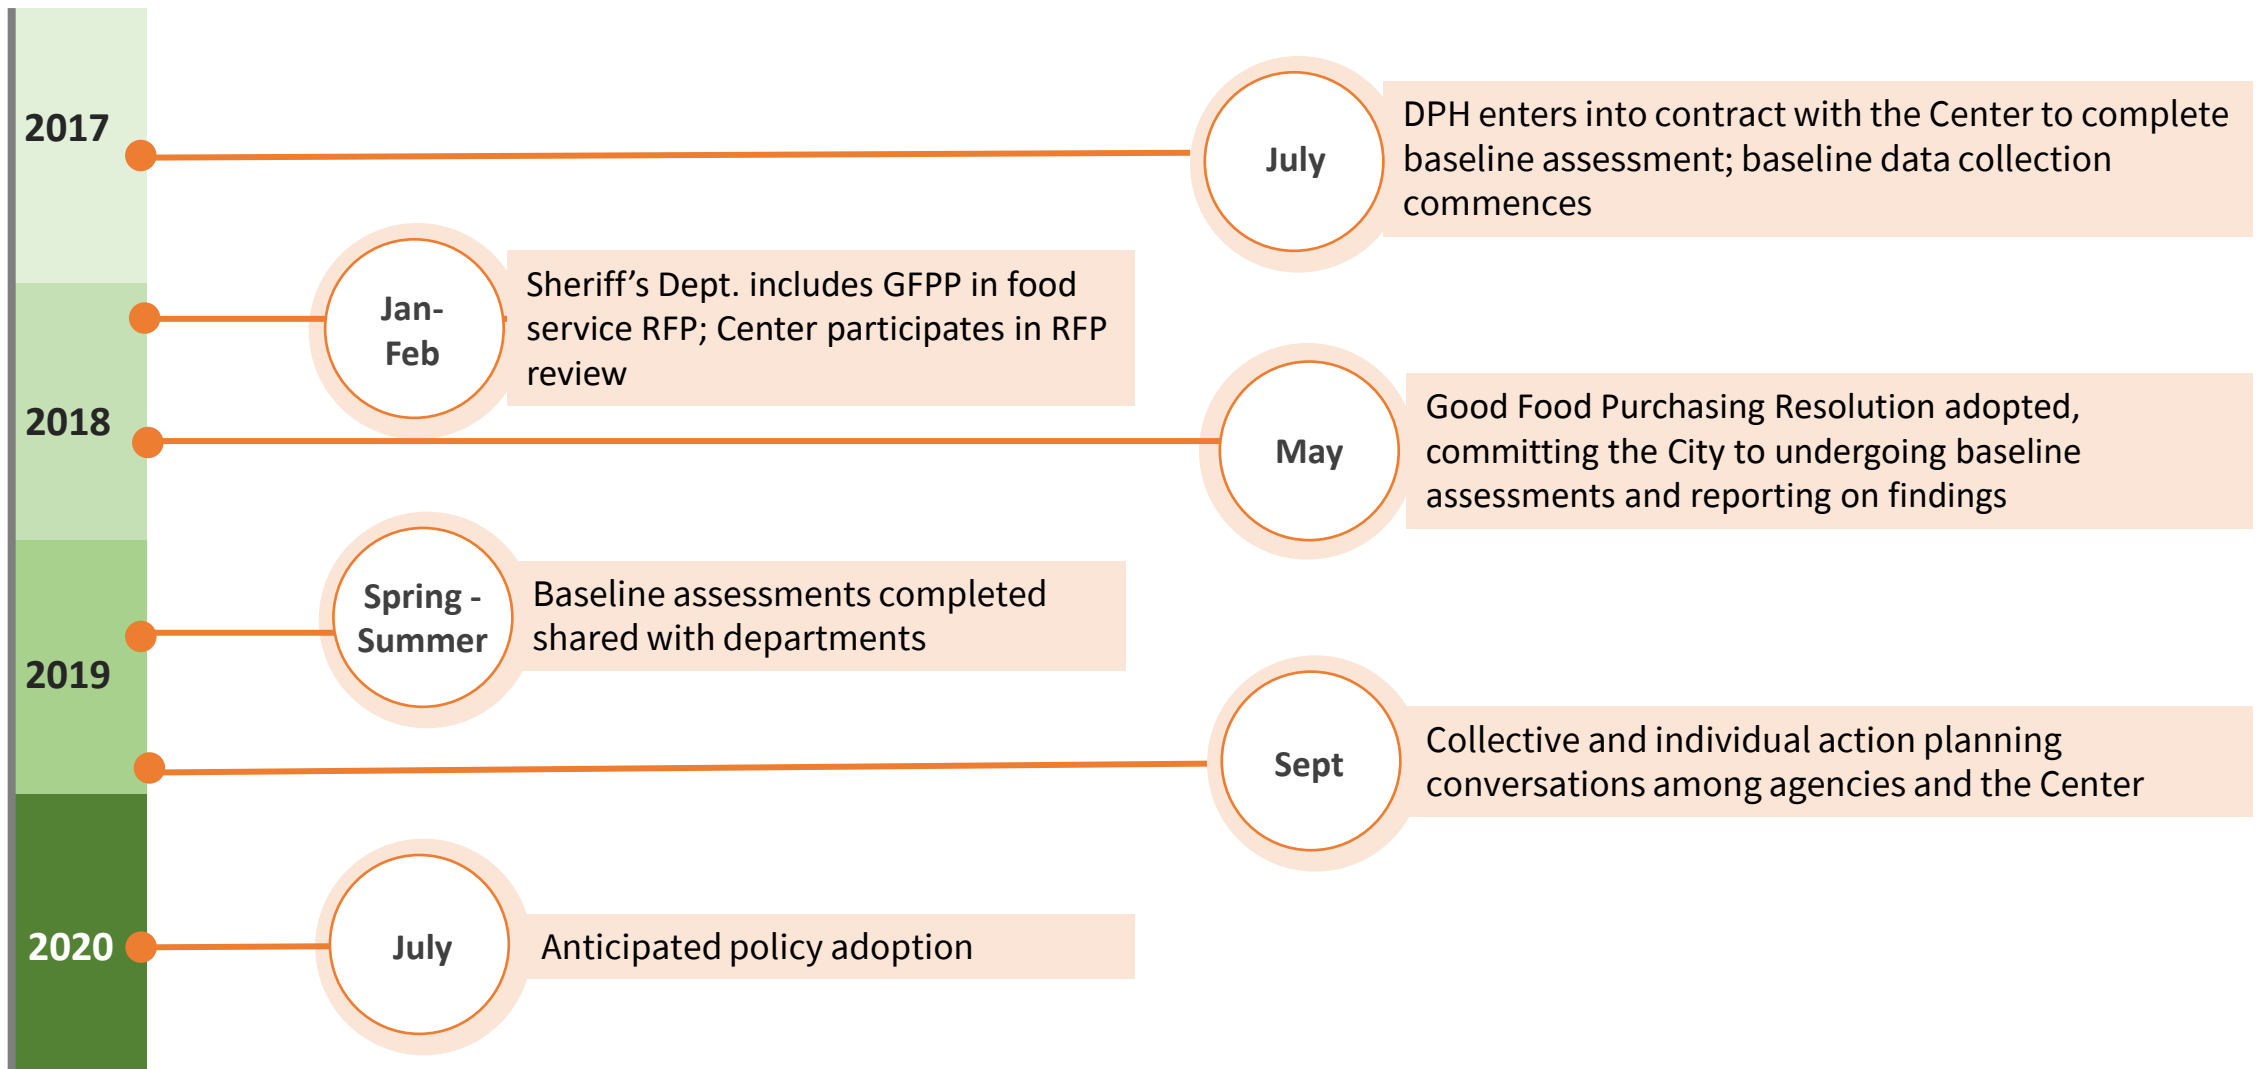 2017
July
DPH enters into contract with the Center to complete
baseline assessment; baseline data collection
commences
Jan-
Feb
Sheriff’s Dept. includes GFPP in food
service RFP; Center participates in RFP
review
2018
May
Good Food Purchasing Resolution adopted,
committing the City to undergoing baseline
assessments and reporting on findings
Spring -
Summer
Baseline assessments completed
shared with departments
2019
Sept
Collective and individual action planning
conversations among agencies and the Center
2020
July
Anticipated policy adoption